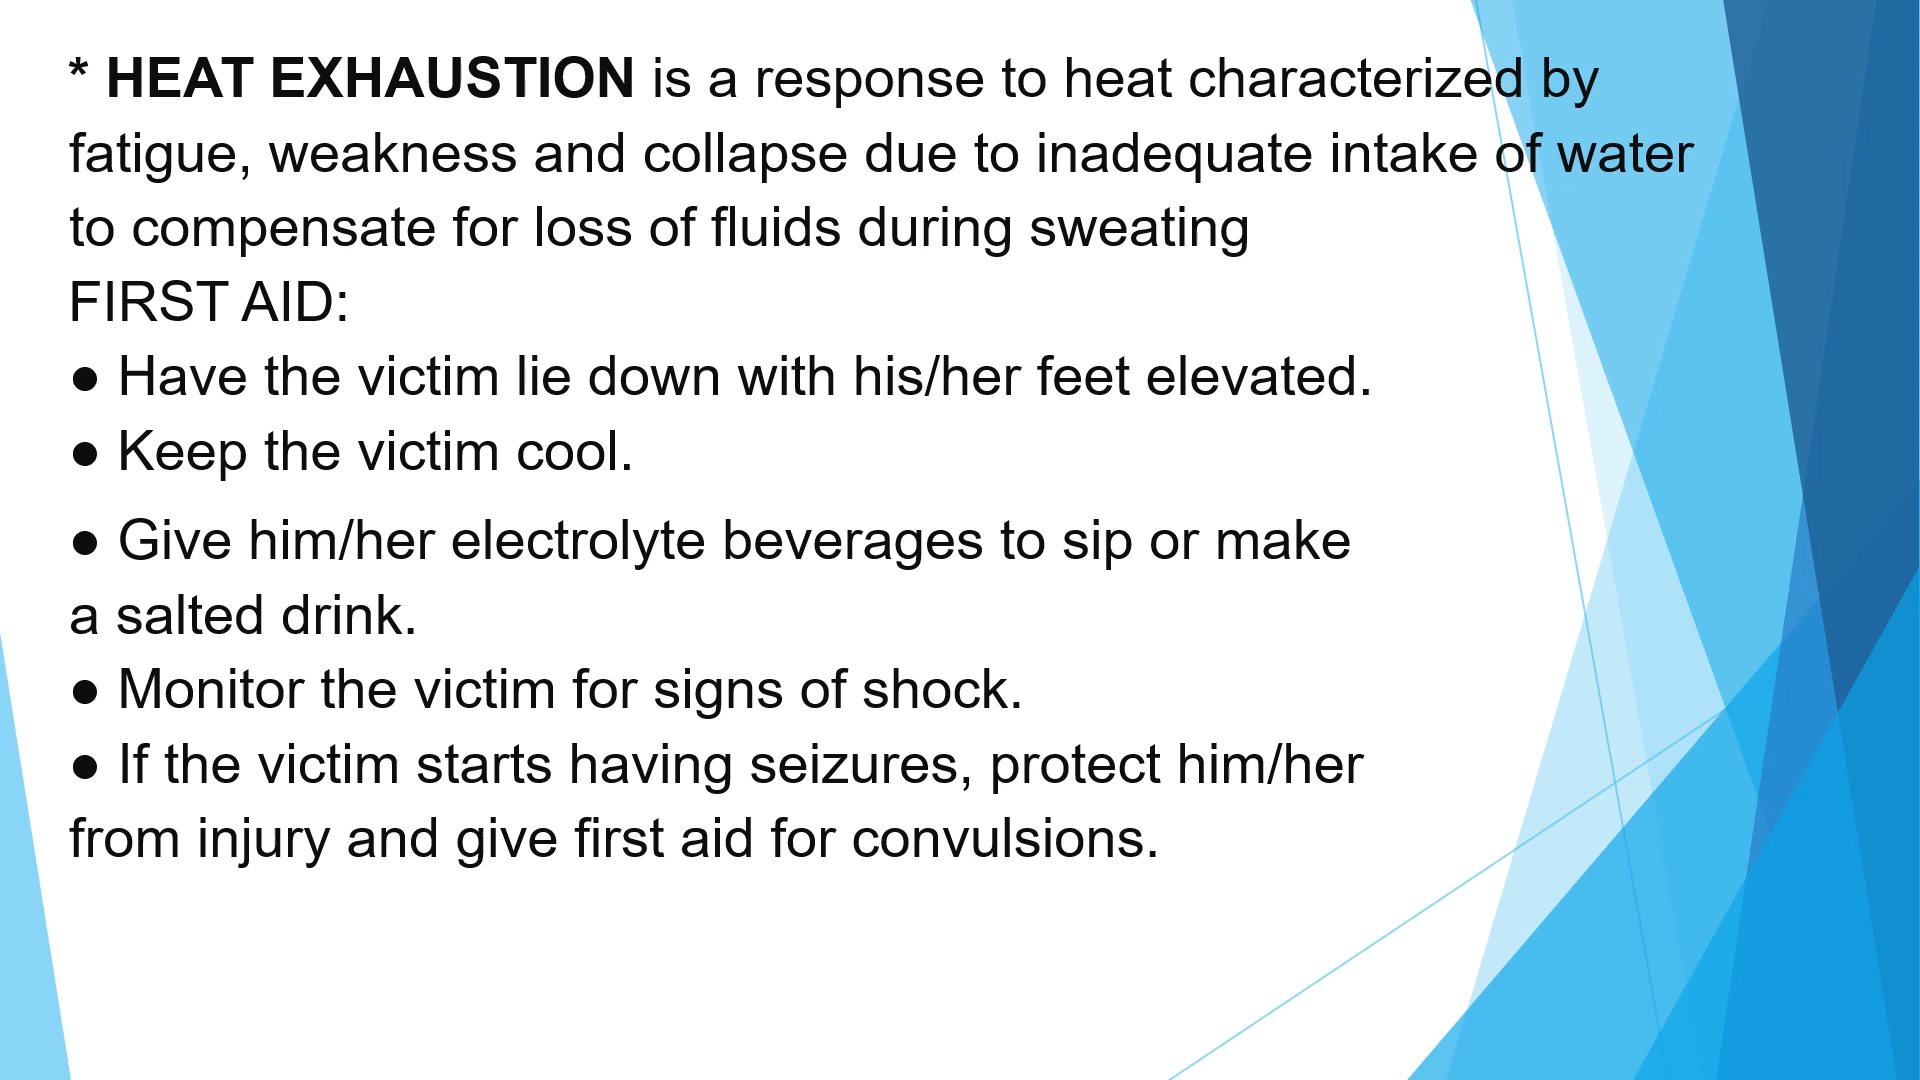 * HEAT EXHAUSTION is a response to heat characterized by
fatigue, weakness and collapse due to inadequate intake of water
to compensate for loss of fluids during sweating
FIRST AID:
● Have the victim lie down with his/her feet elevated.
● Keep the victim cool.
● Give him/her electrolyte beverages to sip or make
a salted drink.
● Monitor the victim for signs of shock.
● If the victim starts having seizures, protect him/her
from injury and give first aid for convulsions.